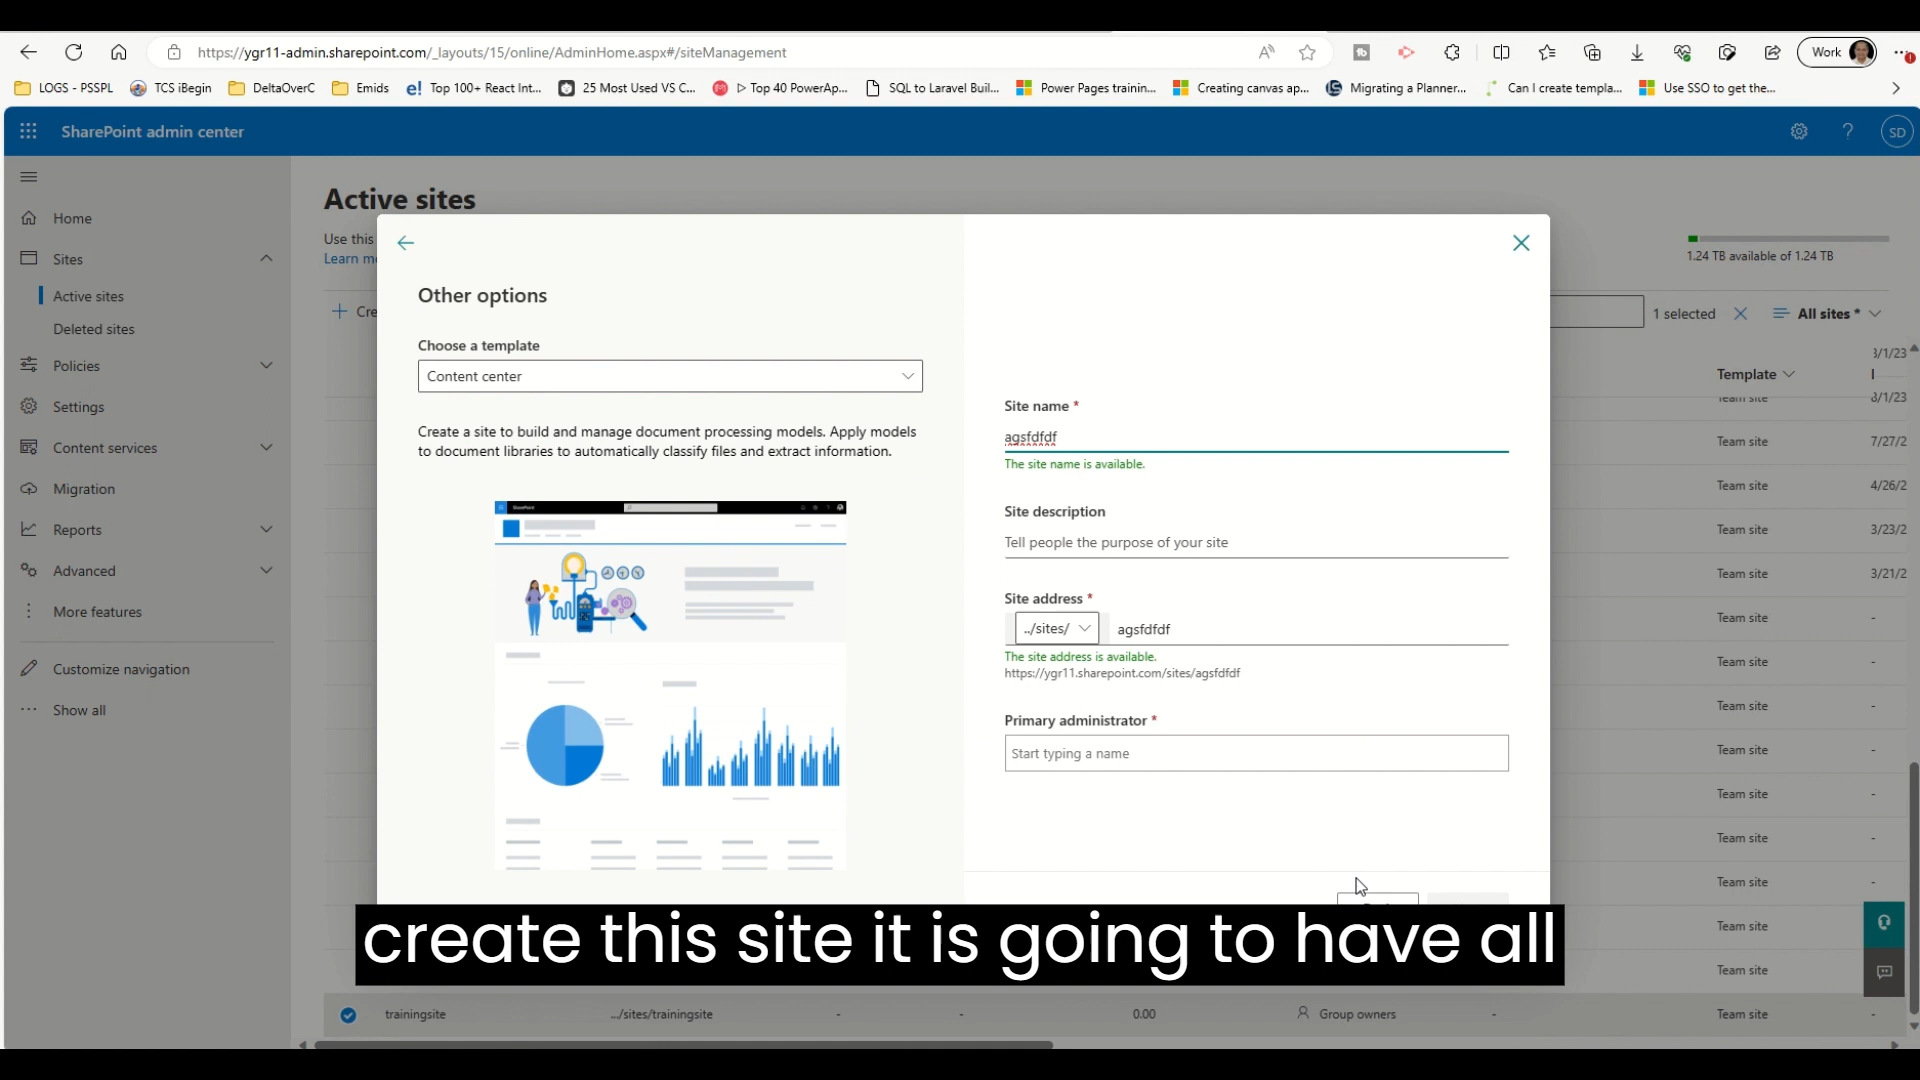 https://ygr11-admin.sharepoint.com/_layouts/15/online/AdminHome.aspx#/siteManagement
Work
LOGS - PSSPL
TCS iBegin
DeltaOverC
Emids
Top 100+ React Int...
25 Most Used VS C...
▷ Top 40 PowerAp...
SQL to Laravel Buil...
Power Pages trainin...
Creating canvas ap...
Migrating a Planner...
Can I create templa...
Use SSO to get the...
SharePoint admin center
SD
Home
Sites
Active sites
Deleted sites
Policies
Settings
Content services
Migration
Reports
Advanced
More features
Customize navigation
Show all
Active sites
Use this
Learn m
1.24 TB available of 1.24 TB
+ Cre
1 selected
All sites *
Other options
Choose a template
Content center
Create a site to build and manage document processing models. Apply models
to document libraries to automatically classify files and extract information.
SharePoint
Site name *
agsfdfdf
The site name is available.
Site description
Tell people the purpose of your site
Site address *
../sites/
agsfdfdf
The site address is available.
https://ygr11.sharepoint.com/sites/agsfdfdf
Primary administrator *
Start typing a name
Template
Team site
Team site 7/27/2
Team site 4/26/2
Team site 3/23/2
Team site 3/21/2
Team site -
Team site -
Team site -
Team site -
Team site -
Team site -
Team site -
Team site
Team site
create this site it is going to have all
trainingsite
.../sites/trainingsite
-
-
0.00
Group owners
-
Team site
-